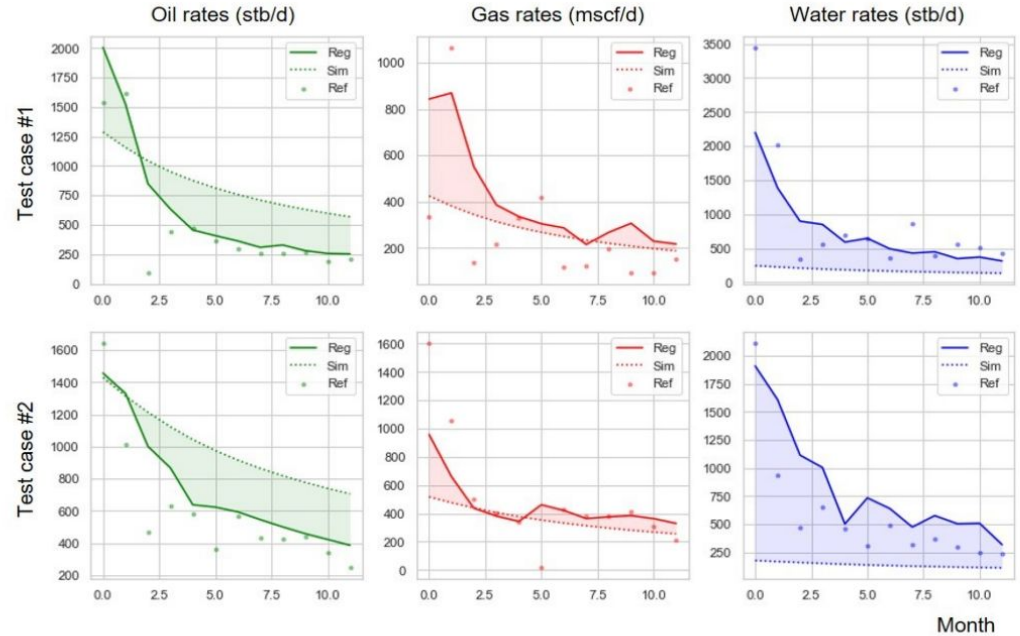 Oil rates (stb/d)
Gas rates (mscf/d)
Water rates (stb/d)
Test case #1
2000
1750
1500
1250
1000
750
500
250
0
0.0 2.5 5.0 7.5 10.0
Reg
Sim
Ref
1000
800
600
400
200
0.0 2.5 5.0 7.5 10.0
Reg
Sim
Ref
3500
3000
2500
2000
1500
1000
500
0
0.0 2.5 5.0 7.5 10.0
Reg
Sim
Ref
Test case #2
1600
1400
1200
1000
800
600
400
200
0.0 2.5 5.0 7.5 10.0
Reg
Sim
Ref
1600
1400
1200
1000
800
600
400
200
0
0.0 2.5 5.0 7.5 10.0
Reg
Sim
Ref
2000
1750
1500
1250
1000
750
500
250
0.0 2.5 5.0 7.5 10.0
Reg
Sim
Ref
Month